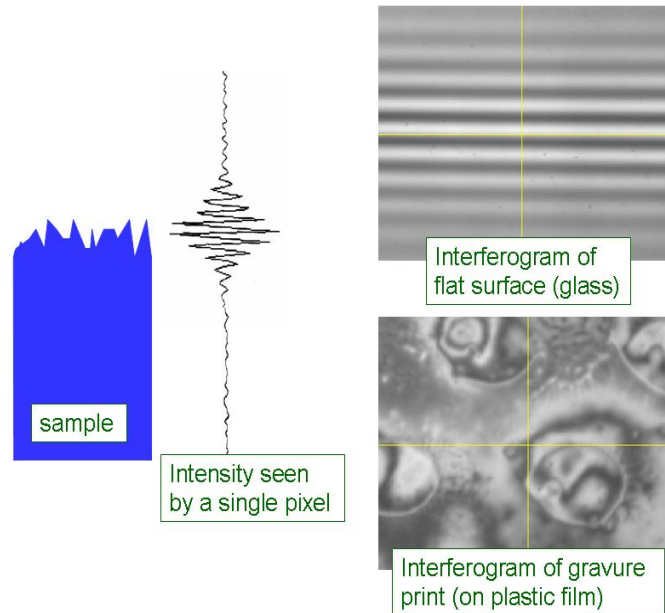 sample
Intensity seen
by a single pixel
Interferogram of
flat surface (glass)
Interferogram of gravure
print (on plastic film)